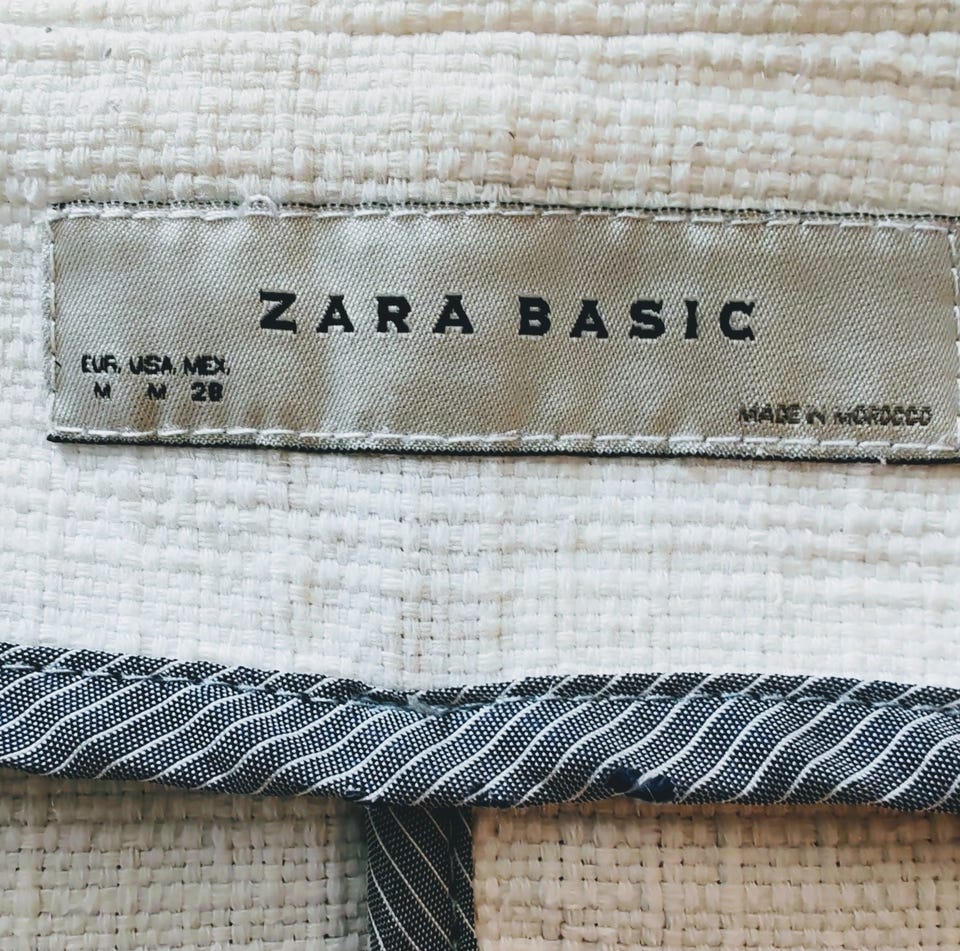 ZARA BASIC
EUR. USA. MEX.
M M 28
MADE IN MOROCCO